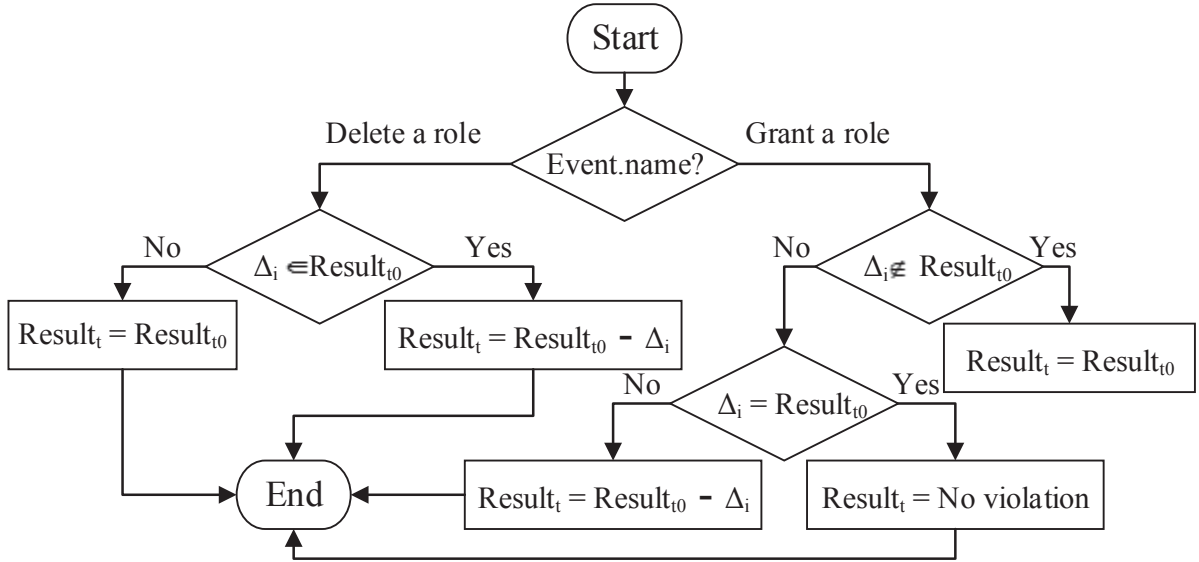 Start
Delete a role
Grant a role
Event.name?
No
Δi ⋹Resultt0
Yes
No
Δi∉ Resultt0
Yes
Resultt = Resultt0
Resultt = Resultt0 - Δi
Resultt = Resultt0
No
Δi = Resultt0
Yes
End
Resultt = Resultt0 - Δi
Resultt = No violation